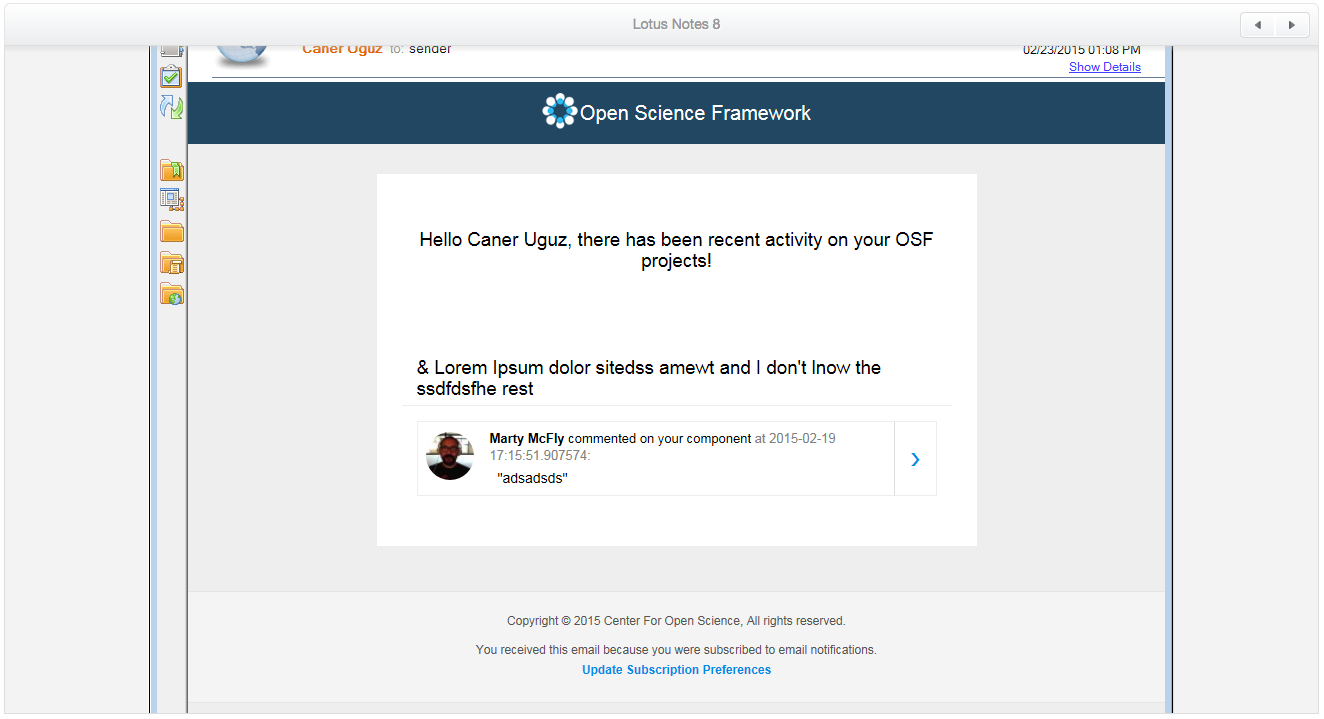 Lotus Notes 8
Caner Oguz to: sender
02/23/2015 01:08 PM
Show Details
Open Science Framework
Hello Caner Uguz, there has been recent activity on your OSF
projects!
& Lorem Ipsum dolor sitedss amewt and I don't lnow the
ssdfdsfhe rest
Marty McFly commented on your component at 2015-02-19
17:15:51.907574:
"adsadsds"
Copyright © 2015 Center For Open Science, All rights reserved.
You received this email because you were subscribed to email notifications.
Update Subscription Preferences